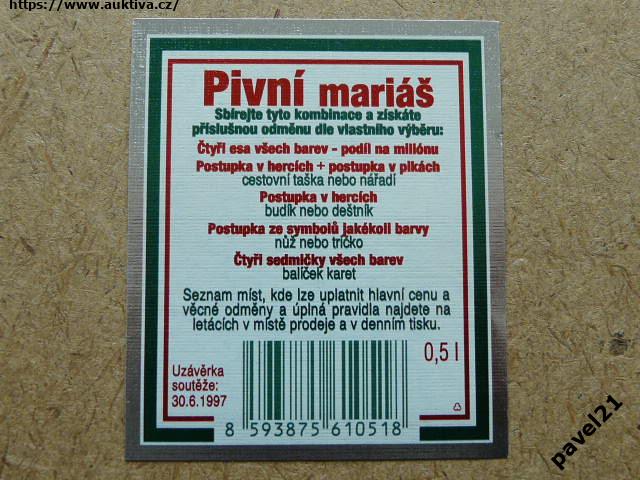 https://www.auktiva.cz/
Pivní mariáš
Sbírejte tyto kombinace a získáte
příslušnou odměnu dle vlastního výběru:
Čtyři esa všech barev - podíl na miliónu
Postupka v hercích + postupka v pikách
cestovní taška nebo nářadí
Postupka v hercích
budík nebo deštník
Postupka ze symbolů jakékoli barvy
nůž nebo tričko
Čtyři sedmičky všech barev
balíček karet
Seznam míst, kde lze uplatnit hlavní cenu a
věcné odměny a úplná pravidla najdete na
letácích v místě prodeje a v denním tisku.
Uzávěrka
soutěže:
30.6.1997
0,5 l
8 593875 610518
pavel21